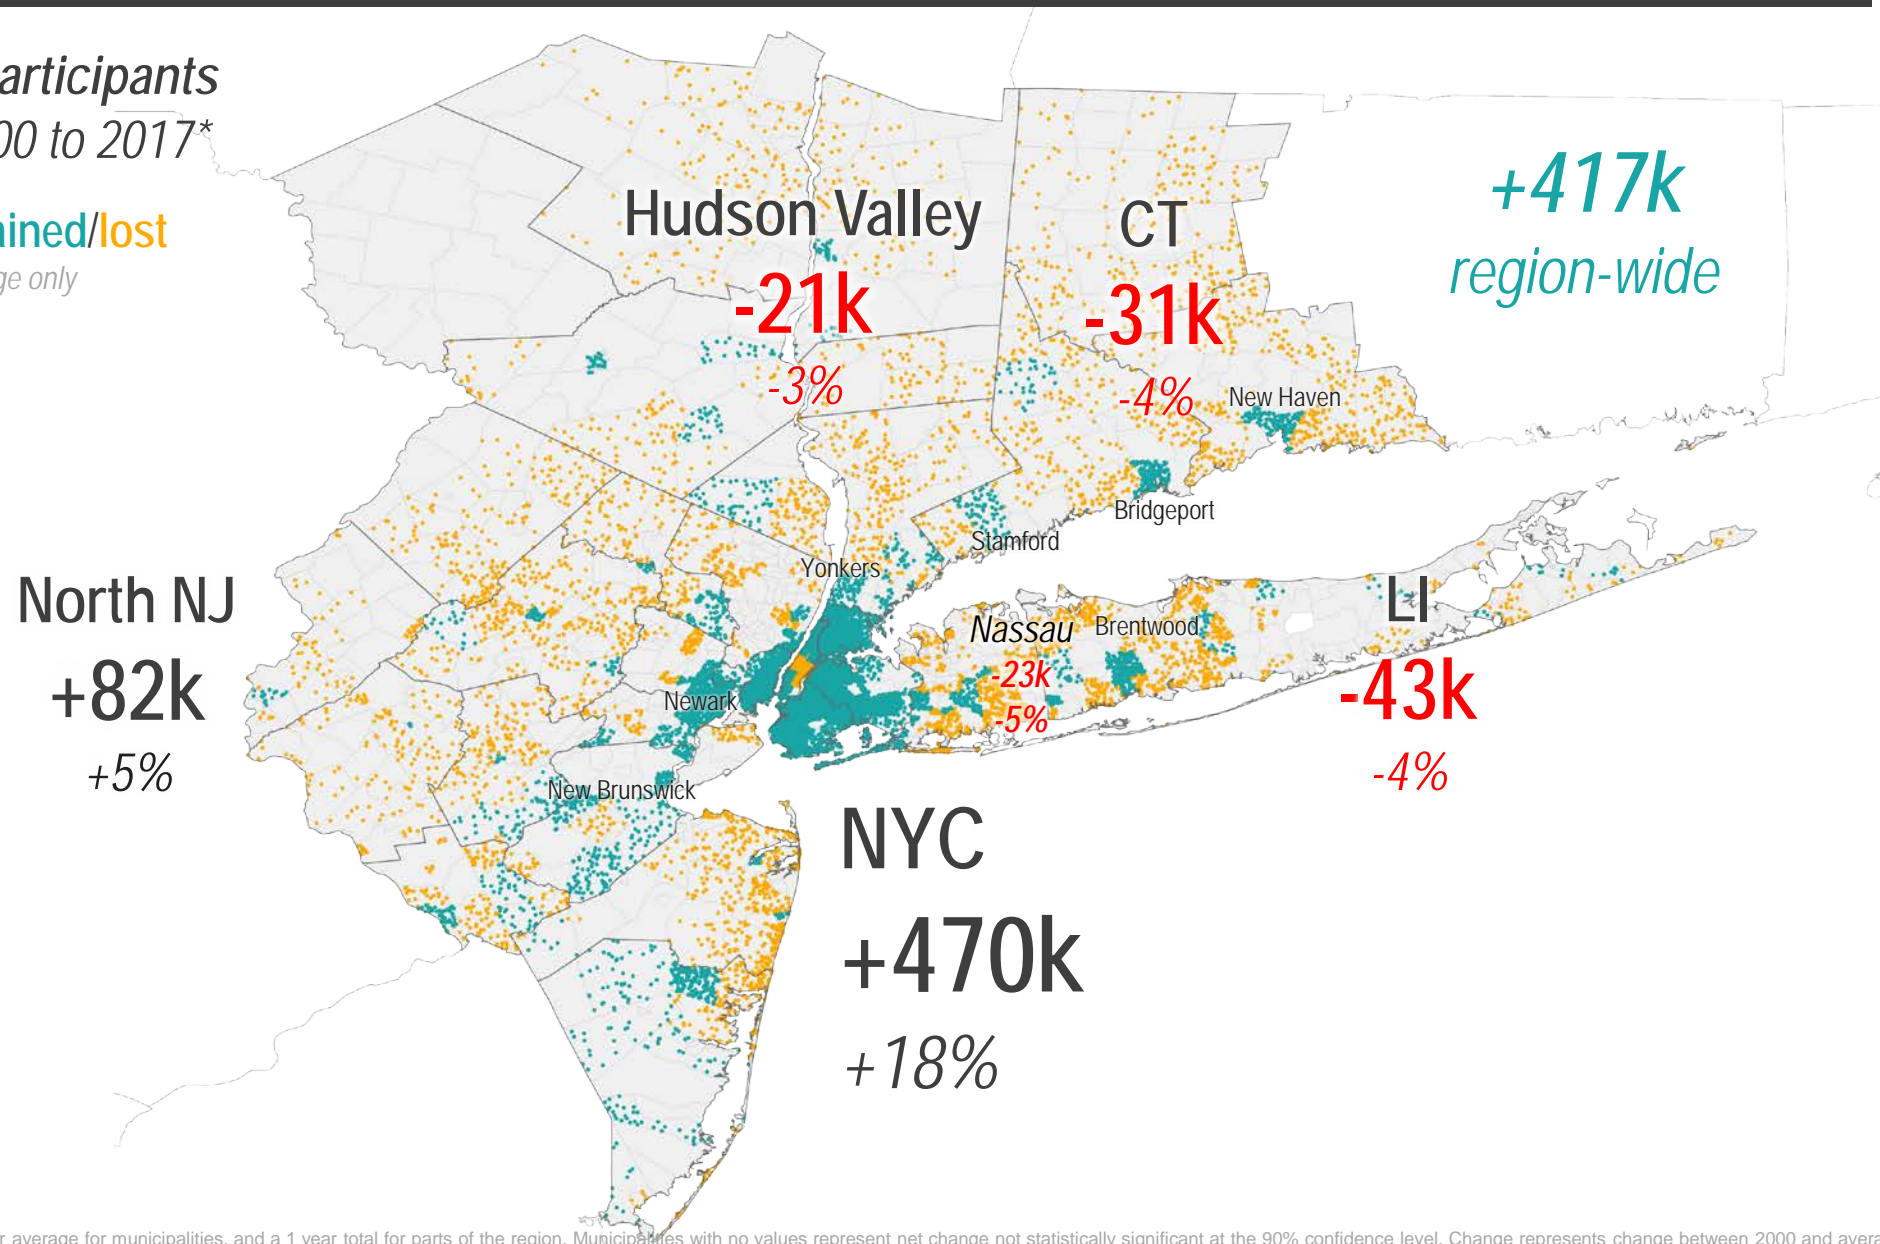 articipants
00 to 2017*
ained/lost
ge only
Hudson Valley
-21k
-3%
CT
-31k
-4%
+417k
region-wide
New Haven
Bridgeport
Stamford
Yonkers
North NJ
+82k
+5%
Nassau
-23k
-5%
Brentwood
LI
-43k
-4%
Newark
New Brunswick
NYC
+470k
+18%
r average for municipalities, and a 1 year total for parts of the region. Municipalities with no values represent net change not statistically significant at the 90% confidence level. Change represents change between 2000 and avera